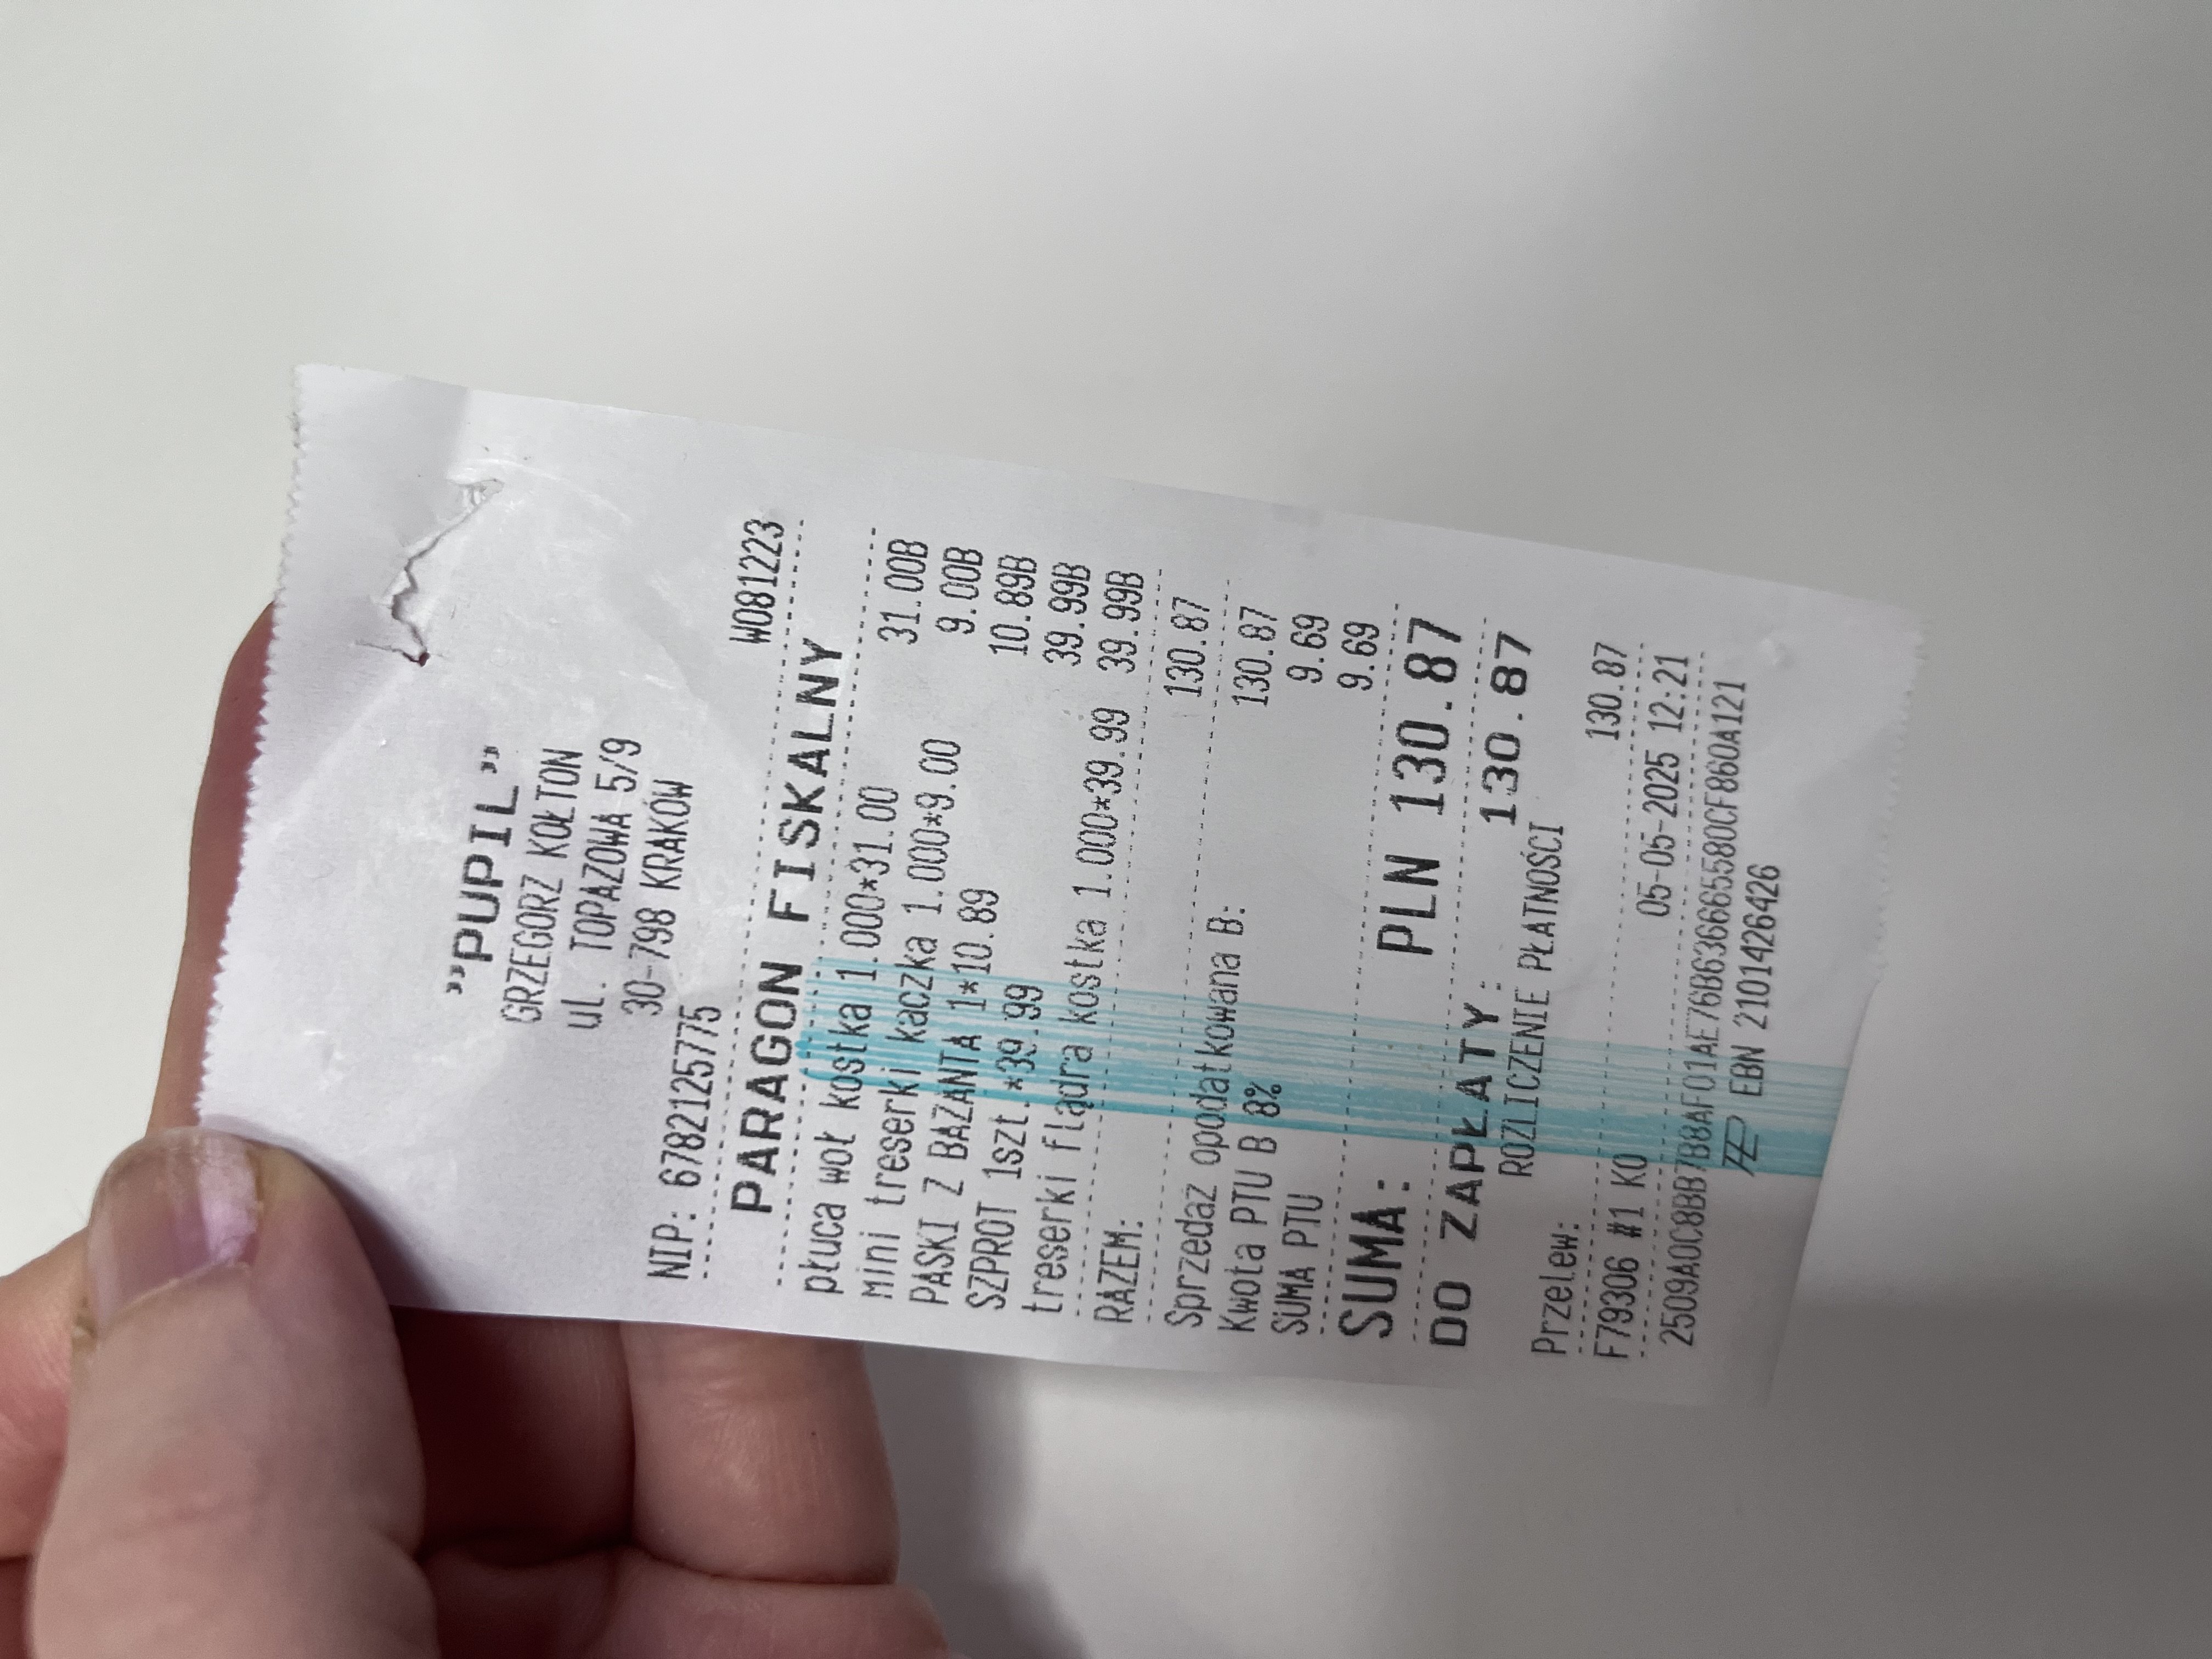 "PUPIL"
GRZEGORZ KOŁTON
ul. TOPAZOWA 5/9
30-798 KRAKÓW
NIP: 6782125775 W081223
PARAGON FISKALNY
płuca woł kostka 1.000*31.00 31.00B
Mini treserki kaczka 1.000*9.00 9.00B
PASKI Z BAŻANTA 1*10.89 10.89B
SZPROT 1szt.*39.99 39.99B
treserki flądra kostka 1.000*39.99 39.99B
RAZEM: 130.87
Sprzedaż opodatkowana B: 130.87
Kwota PTU B 8% 9.69
SUMA PTU 9.69
SUMA: PLN 130.87
DO ZAPŁATY: 130.87
ROZLICZENIE PŁATNOŚCI
Przelew: 130.87
F79306 #1 KO 05-05-2025 12:21
2509A0C8BB7B8AF01AE76B636665580CF860A121
EBN 2101426426